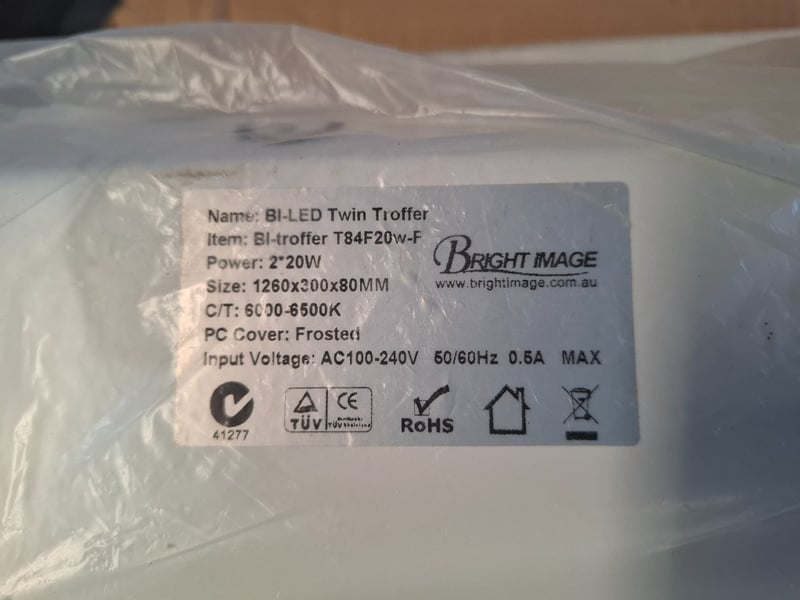 Name: BI-LED Twin Troffer
Item: BI-troffer T84F20w-F
Power: 2*20W
Size: 1260x300x80MM
C/T: 6000-6500K
PC Cover: Frosted
Input Voltage: AC100-240V 50/60Hz 0.5A MAX
BRIGHT IMAGE
www.brightimage.com.au
41277
TÜV
CE
RoHS